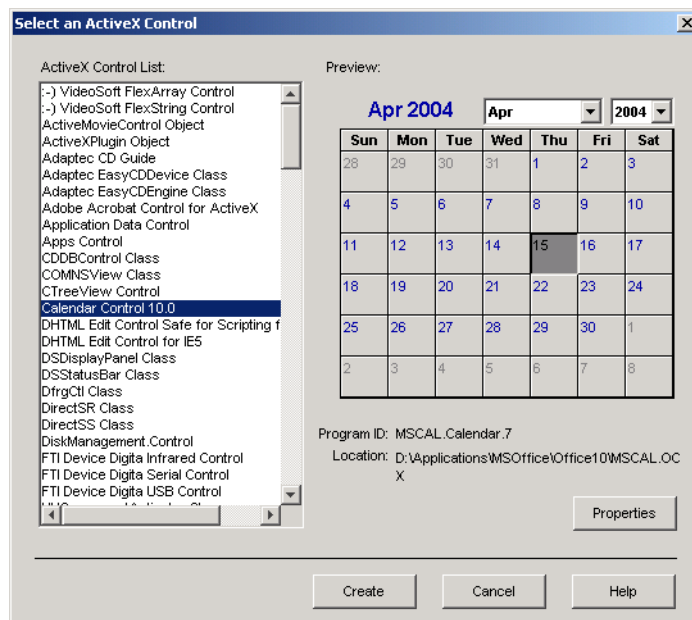 Select an ActiveX Control
ActiveX Control List:
:-) VideoSoft FlexArray Control
:-) VideoSoft FlexString Control
ActiveMovieControl Object
ActiveXPlugin Object
Adaptec CD Guide
Adaptec EasyCDDevice Class
Adaptec EasyCDEngine Class
Adobe Acrobat Control for ActiveX
Application Data Control
Apps Control
CDDBControl Class
COMNSView Class
CTreeView Control
Calendar Control 10.0
DHTML Edit Control Safe for Scripting f
DHTML Edit Control for IE5
DSDisplayPanel Class
DSStatusBar Class
DfrgCtl Class
DirectSR Class
DirectSS Class
DiskManagement.Control
FTI Device Digita Infrared Control
FTI Device Digita Serial Control
FTI Device Digita USB Control
Preview:
Apr 2004 Apr 2004
Sun Mon Tue Wed Thu Fri Sat
28 29 30 31 1 2 3
4 5 6 7 8 9 10
11 12 13 14 15 16 17
18 19 20 21 22 23 24
25 26 27 28 29 30 1
2 3 4 5 6 7 8
Program ID: MSCAL.Calendar.7
Location: D:\Applications\MSOffice\Office10\MSCAL.OC
X
Properties
Create Cancel Help